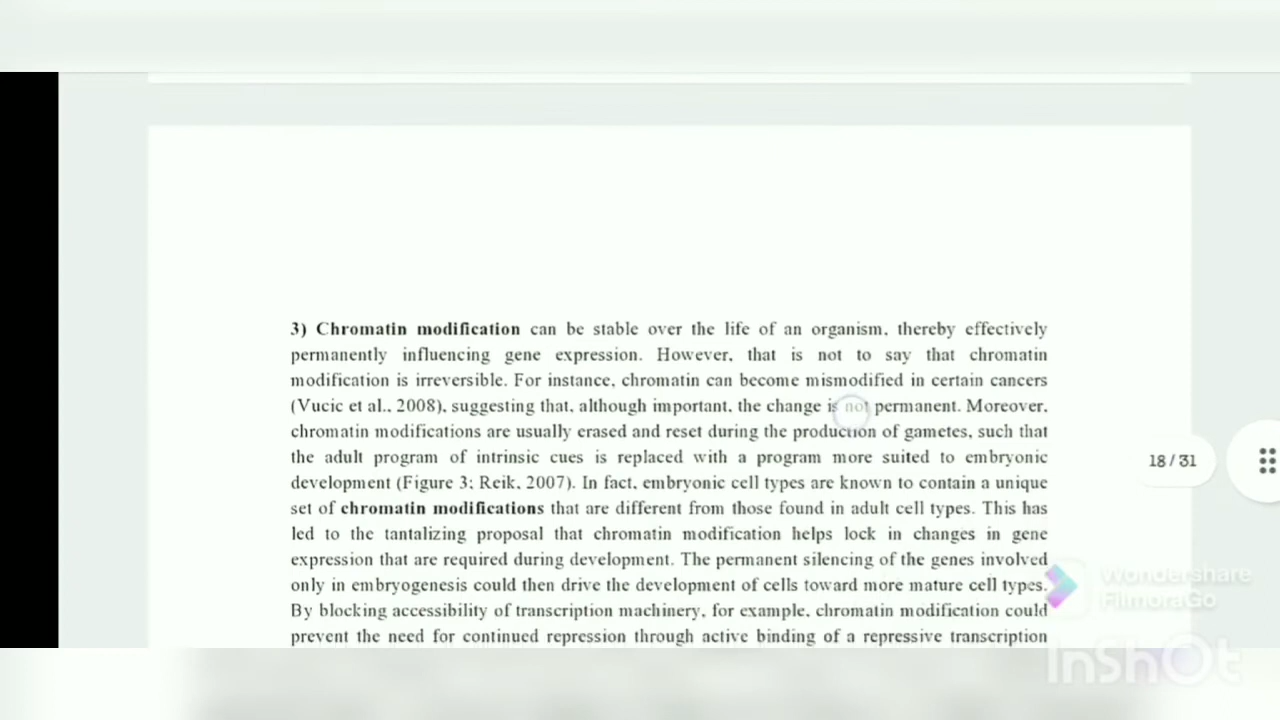 3) Chromatin modification can be stable over the life of an organism, thereby effectively
permanently influencing gene expression. However, that is not to say that chromatin
modification is irreversible. For instance, chromatin can become mismodified in certain cancers
(Vucic et al., 2008), suggesting that, although important, the change is not permanent. Moreover,
chromatin modifications are usually erased and reset during the production of gametes, such that
the adult program of intrinsic cues is replaced with a program more suited to embryonic
development (Figure 3; Reik, 2007). In fact, embryonic cell types are known to contain a unique
set of chromatin modifications that are different from those found in adult cell types. This has
led to the tantalizing proposal that chromatin modification helps lock in changes in gene
expression that are required during development. The permanent silencing of the genes involved
only in embryogenesis could then drive the development of cells toward more mature cell types.
By blocking accessibility of transcription machinery, for example, chromatin modification could
prevent the need for continued repression through active binding of a repressive transcription
18 / 31
Wondershare
FilmoraGo
InShOt